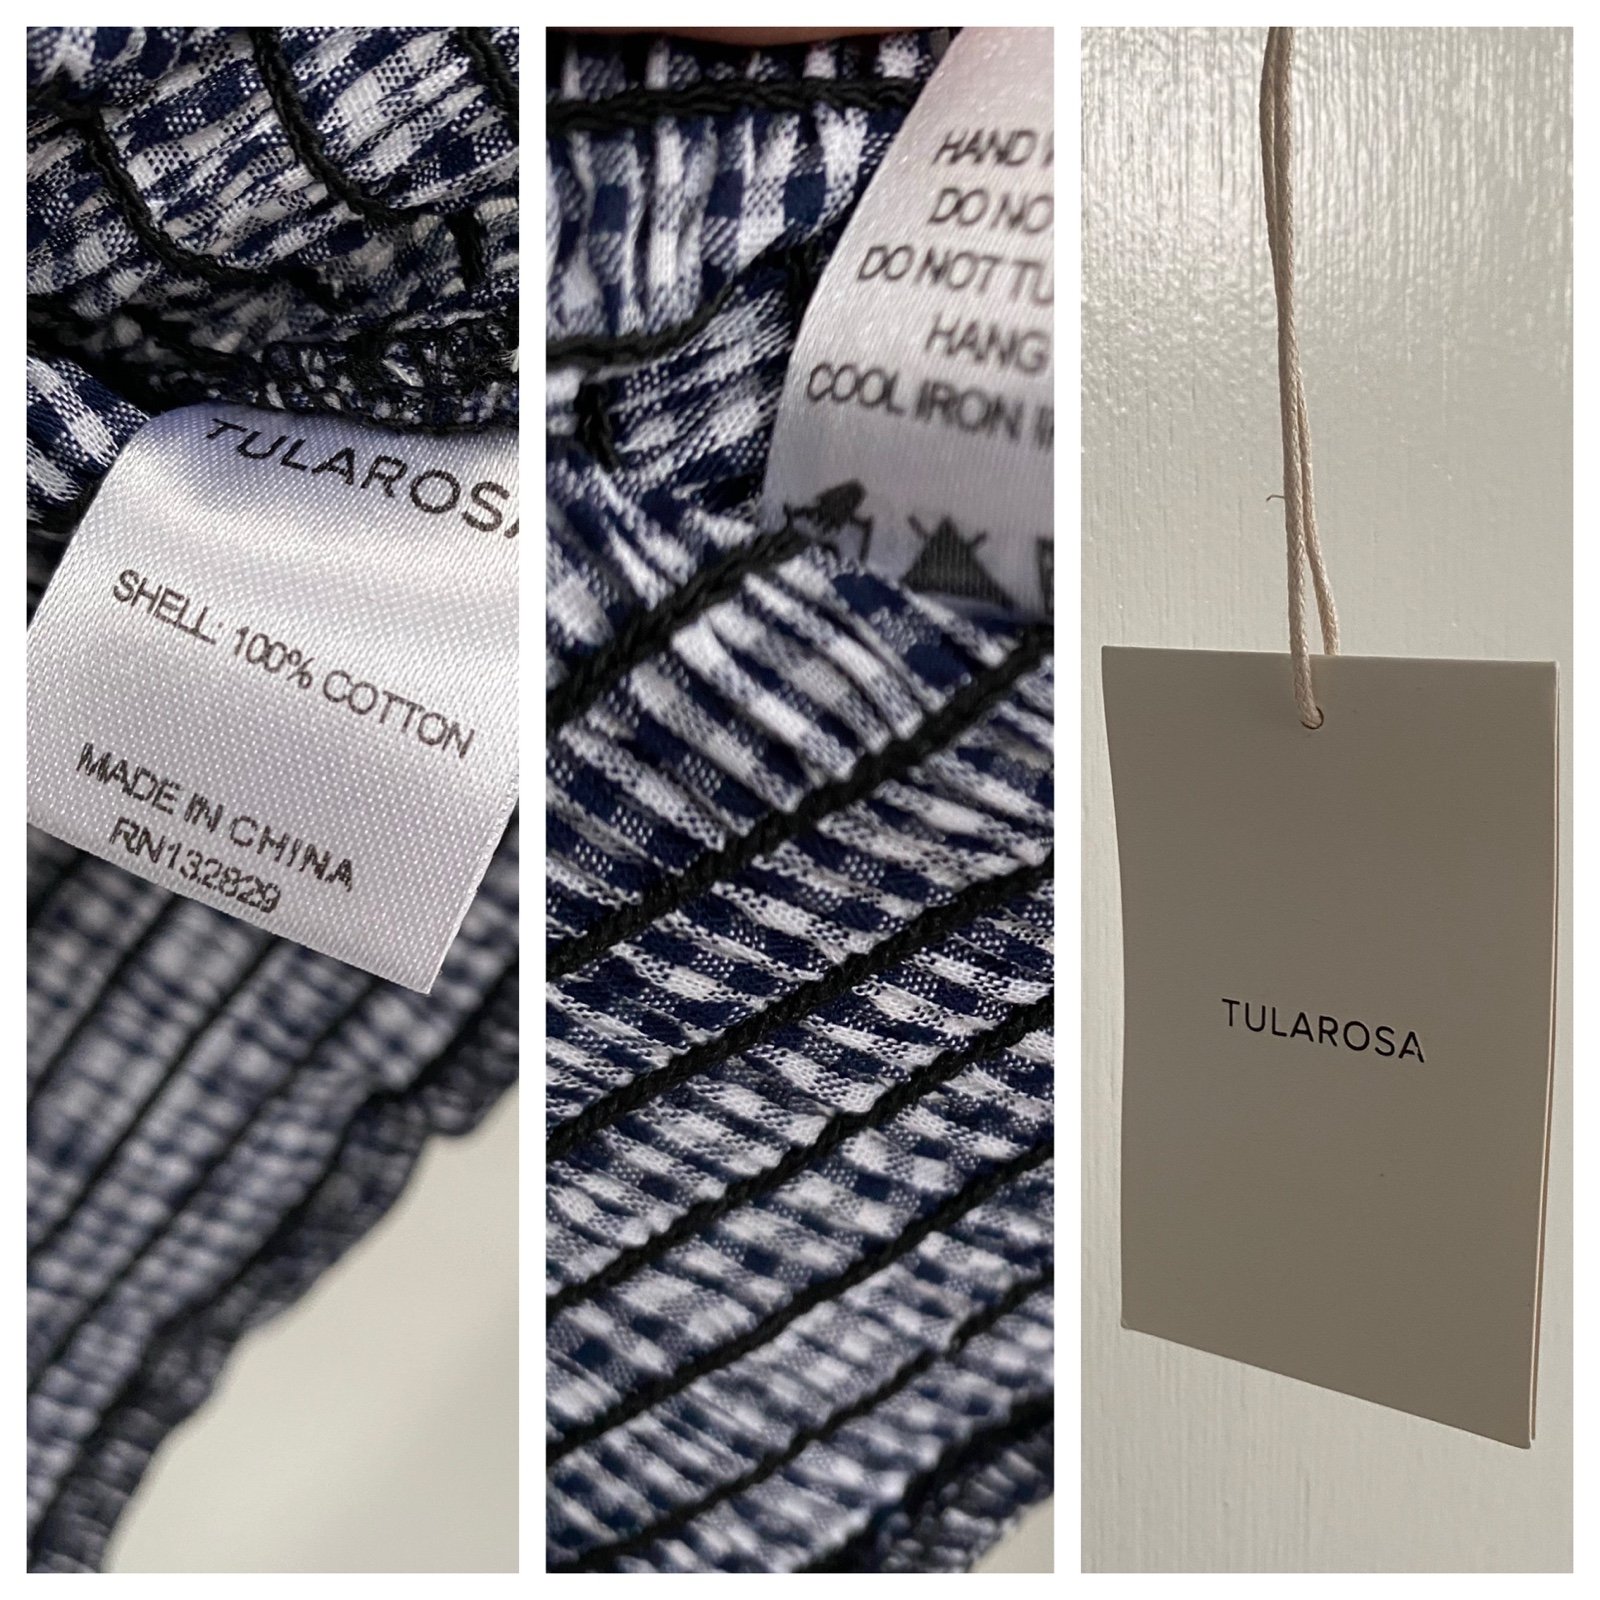 TULAROSA
SHELL: 100% COTTON
MADE IN CHINA
RN132829
HAND
DO NO
DO NOT TU
HANG
COOL IRON I
TULAROSA